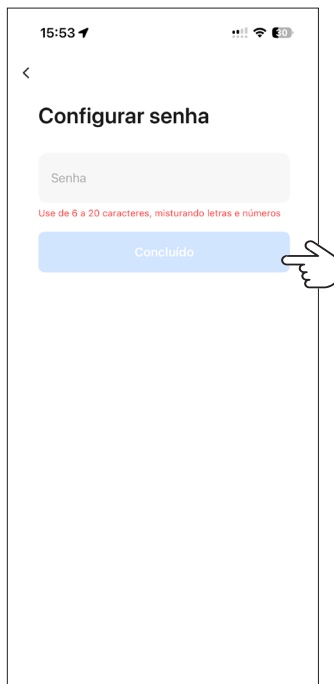 15:53
30
Configurar senha
Senha
Use de 6 a 20 caracteres, misturando letras e números
Concluído